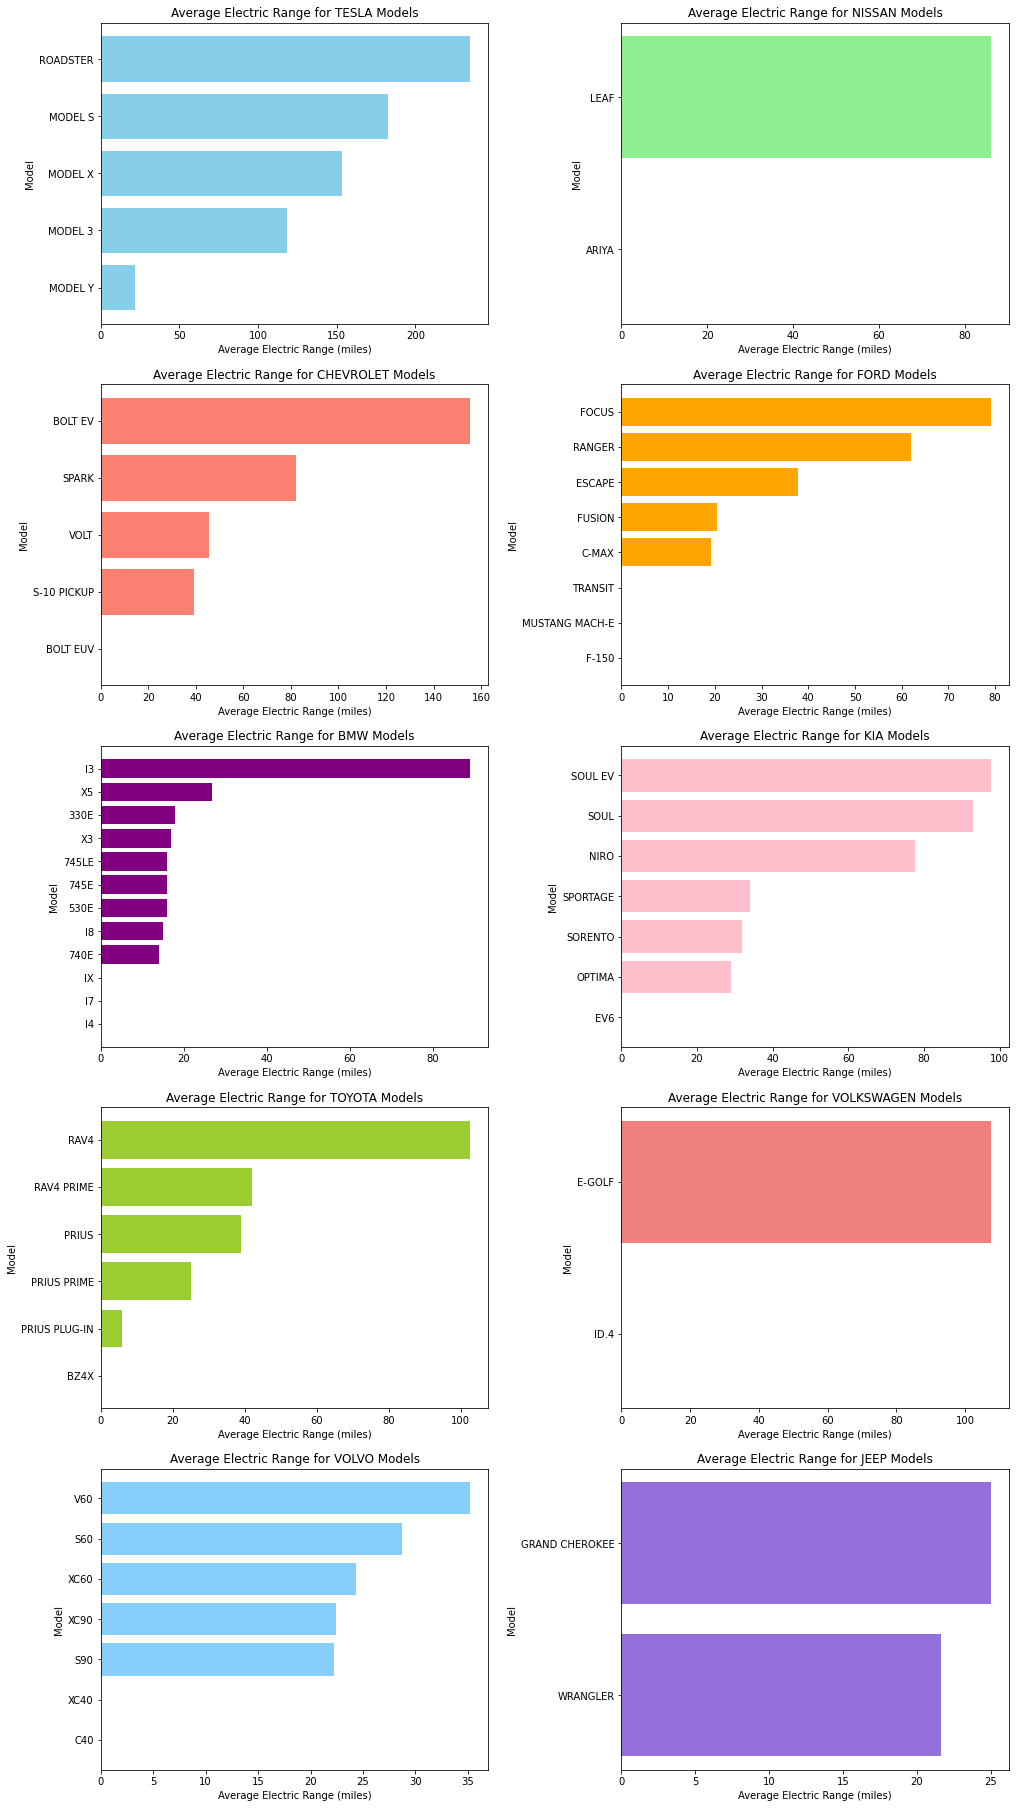 Average Electric Range for TESLA Models
Model
ROADSTER
MODEL S
MODEL X
MODEL 3
MODEL Y
0 50 100 150 200
Average Electric Range (miles)
Average Electric Range for NISSAN Models
Model
LEAF
ARIYA
0 20 40 60 80
Average Electric Range (miles)
Average Electric Range for CHEVROLET Models
Model
BOLT EV
SPARK
VOLT
S-10 PICKUP
BOLT EUV
0 20 40 60 80 100 120 140 160
Average Electric Range (miles)
Average Electric Range for FORD Models
Model
FOCUS
RANGER
ESCAPE
FUSION
C-MAX
TRANSIT
MUSTANG MACH-E
F-150
0 10 20 30 40 50 60 70 80
Average Electric Range (miles)
Average Electric Range for BMW Models
Model
I3
X5
330E
X3
745LE
745E
530E
I8
740E
IX
I7
I4
0 20 40 60 80
Average Electric Range (miles)
Average Electric Range for KIA Models
Model
SOUL EV
SOUL
NIRO
SPORTAGE
SORENTO
OPTIMA
EV6
0 20 40 60 80 100
Average Electric Range (miles)
Average Electric Range for TOYOTA Models
Model
RAV4
RAV4 PRIME
PRIUS
PRIUS PRIME
PRIUS PLUG-IN
BZ4X
0 20 40 60 80 100
Average Electric Range (miles)
Average Electric Range for VOLKSWAGEN Models
Model
E-GOLF
ID.4
0 20 40 60 80 100
Average Electric Range (miles)
Average Electric Range for VOLVO Models
Model
V60
S60
XC60
XC90
S90
XC40
C40
0 5 10 15 20 25 30 35
Average Electric Range (miles)
Average Electric Range for JEEP Models
Model
GRAND CHEROKEE
WRANGLER
0 5 10 15 20 25
Average Electric Range (miles)